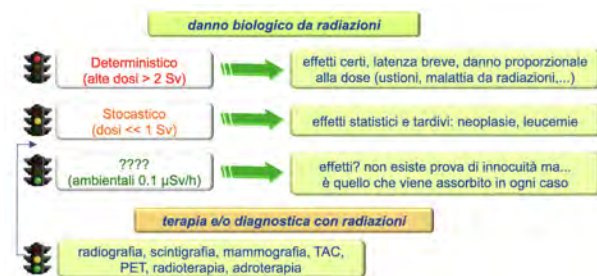 danno biologico da radiazioni
Deterministico
(alte dosi > 2 Sv)
effetti certi, latenza breve, danno proporzionale
alla dose (ustioni, malattia da radiazioni,...)
Stocastico
(dosi << 1 Sv)
effetti statistici e tardivi: neoplasie, leucemie
????
(ambientali 0.1 µSv/h)
effetti? non esiste prova di innocuità ma...
è quello che viene assorbito in ogni caso
terapia e/o diagnostica con radiazioni
radiografia, scintigrafia, mammografia, TAC,
PET, radioterapia, adroterapia